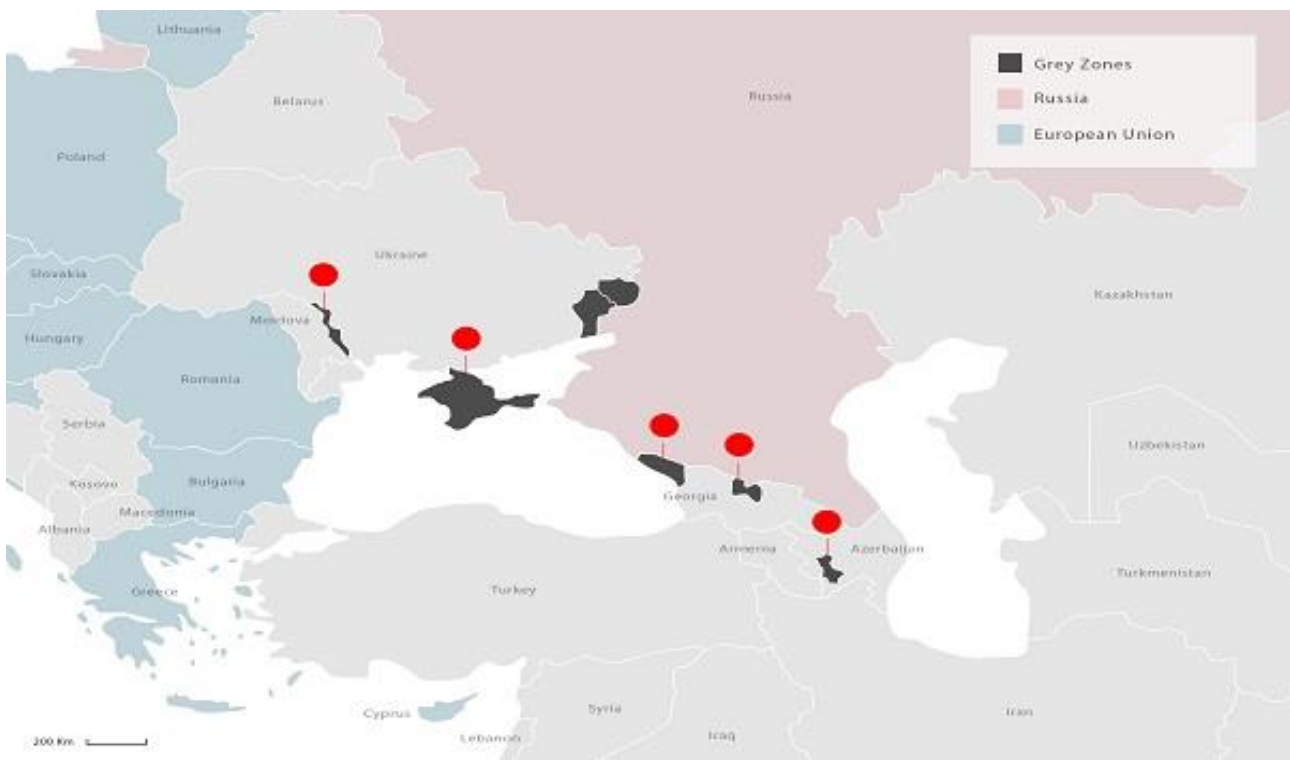 Lithuania
Belarus
Russia
Grey Zones
Russia
European Union
Poland
Ukraine
Slovakia
Kazakhstan
Moldova
Hungary
Romania
Serbia
Uzbekistan
Kosovo
Bulgaria
Georgia
Macedonia
Albania
Armenia
Azerbaijan
Turkmenistan
Greece
Turkey
Syria
Iran
Cyprus
Iraq
Lebanon
200 Km